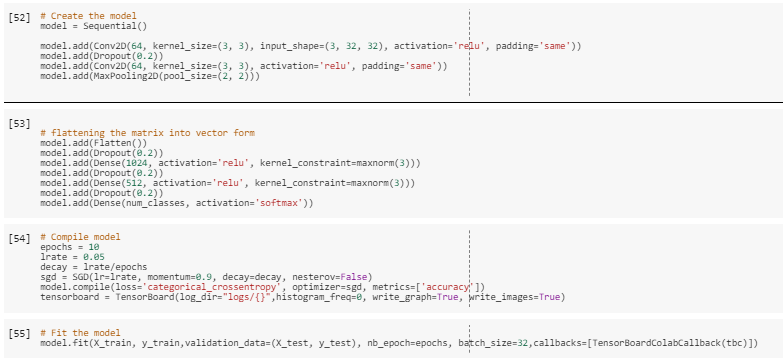 [52] # Create the model
model = Sequential()
model.add(Conv2D(64, kernel_size=(3, 3), input_shape=(3, 32, 32), activation='relu', padding='same'))
model.add(Dropout(0.2))
model.add(Conv2D(64, kernel_size=(3, 3), activation='relu', padding='same'))
model.add(MaxPooling2D(pool_size=(2, 2)))
[53]
# flattening the matrix into vector form
model.add(Flatten())
model.add(Dropout(0.2))
model.add(Dense(1024, activation='relu', kernel_constraint=maxnorm(3)))
model.add(Dropout(0.2))
model.add(Dense(512, activation='relu', kernel_constraint=maxnorm(3)))
model.add(Dropout(0.2))
model.add(Dense(num_classes, activation='softmax'))
[54] # Compile model
epochs = 10
lrate = 0.05
decay = lrate/epochs
sgd = SGD(lr=lrate, momentum=0.9, decay=decay, nesterov=False)
model.compile(loss='categorical_crossentropy', optimizer=sgd, metrics=['accuracy'])
tensorboard = TensorBoard(log_dir="logs/{}",histogram_freq=0, write_graph=True, write_images=True)
[55] # Fit the model
model.fit(X_train, y_train,validation_data=(X_test, y_test), nb_epoch=epochs, batch_size=32,callbacks=[TensorBoardColabCallback(tbc)])